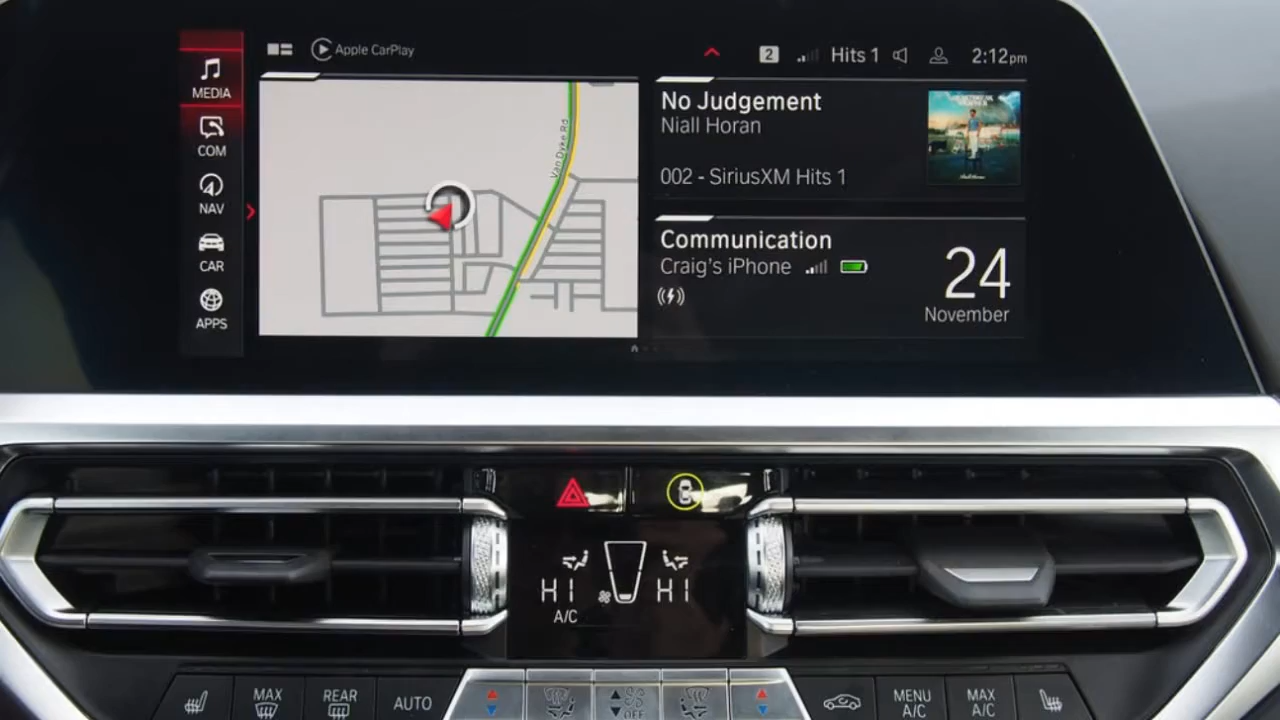 Apple CarPlay
2 Hits 1 2:12pm
MEDIA
COM
NAV
CAR
APPS
Van Dyke Rd
No Judgement
Niall Horan
002 - SiriusXM Hits 1
Communication
Craig's iPhone
24
November
HI HI
A/C
MAX
REAR
AUTO
OFF
MENU
A/C
MAX
A/C